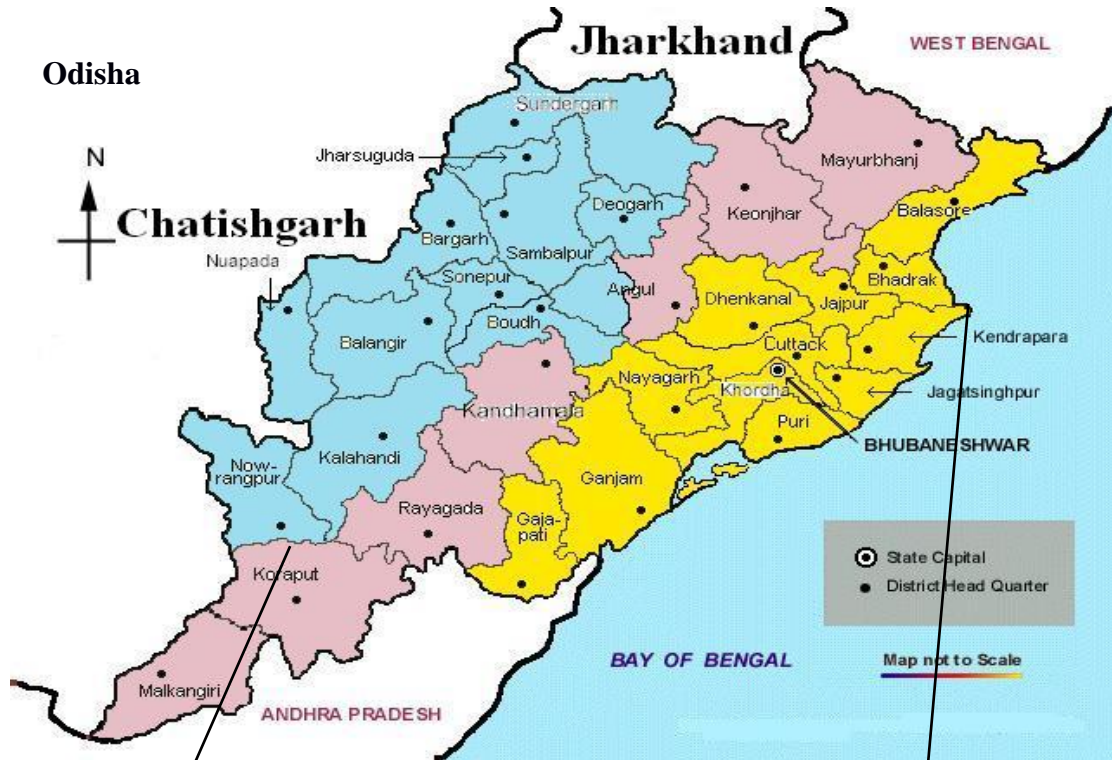 Jharkhand
WEST BENGAL
Odisha
Sundergarh
N
Jharsuguda
Mayurbhanj
Chatishgarh
Deogarh
Keonjhar
Balasore
Bargarh
Sambalpur
Nuapada
Sonepur
Angul
Dhenkanal
Jajpur
Bhadrak
Boudh
Balangir
Cuttack
Kendrapara
Nayagarh
Khordha
Jagatsinghpur
Kandhamala
Puri
BHUBANESHWAR
Now-
rangpur
Kalahandi
Ganjam
Rayagada
Gaja-
pati
Koraput
State Capital
District Head Quarter
BAY OF BENGAL
Map not to Scale
Malkangiri
ANDHRA PRADESH